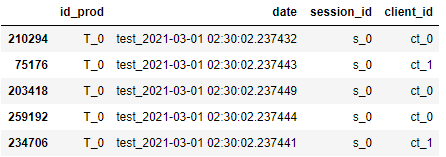 id_prod date session_id client_id
210294 T_0 test_2021-03-01 02:30:02.237432 s_0 ct_0
75176 T_0 test_2021-03-01 02:30:02.237443 s_0 ct_1
203418 T_0 test_2021-03-01 02:30:02.237449 s_0 ct_0
259192 T_0 test_2021-03-01 02:30:02.237444 s_0 ct_0
234706 T_0 test_2021-03-01 02:30:02.237441 s_0 ct_1